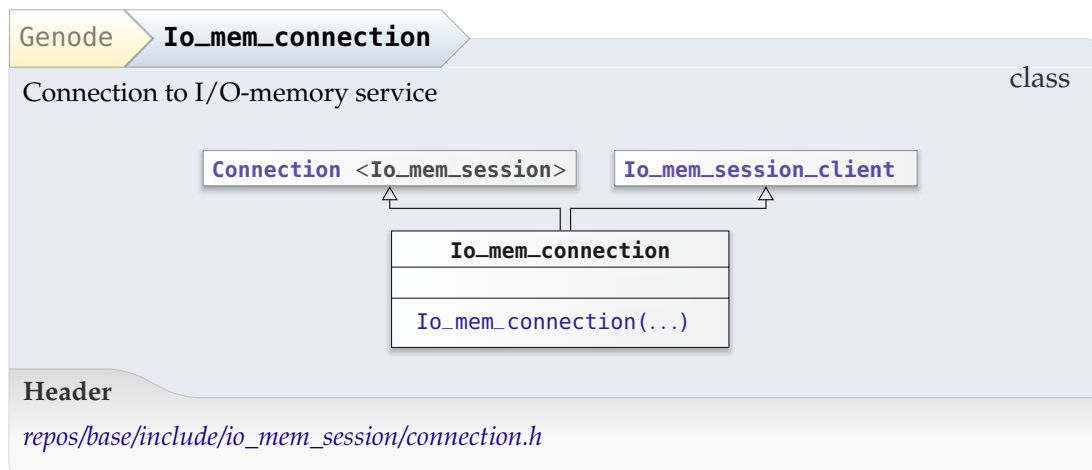 Genode Io_mem_connection
class
Connection to I/O-memory service
Connection <Io_mem_session> Io_mem_session_client
Io_mem_connection
Io_mem_connection(...)
Header
repos/base/include/io_mem_session/connection.h